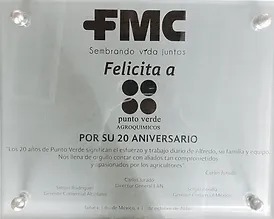 FMC
Sembrando vida juntos
Felicita a
punto verde
AGROQUÍMICOS
POR SU 20 ANIVERSARIO
"Los 20 años de Punto Verde significan el esfuerzo y trabajo diario de Alfredo, su familia y equipo.
Nos llena de orgullo contar con aliados tan comprometidos
y apasionados por los agricultores".